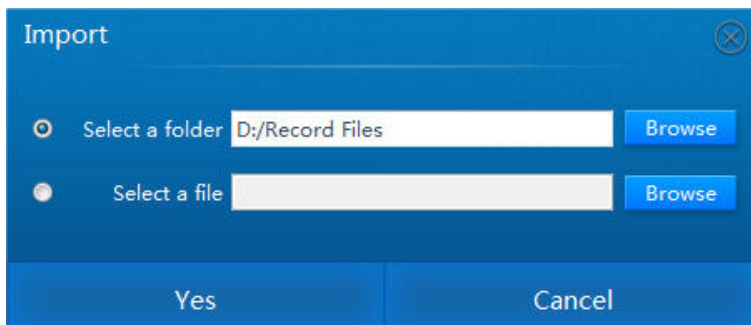 Import
Select a folder D:/Record Files Browse
Select a file Browse
Yes Cancel